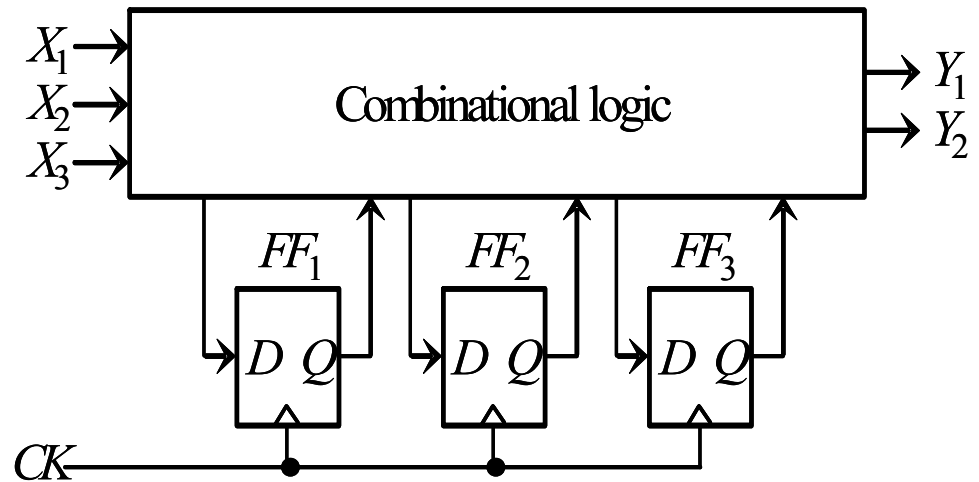 X1
X2
X3
Combinational logic
Y1
Y2
FF1
FF2
FF3
D Q
D Q
D Q
CK